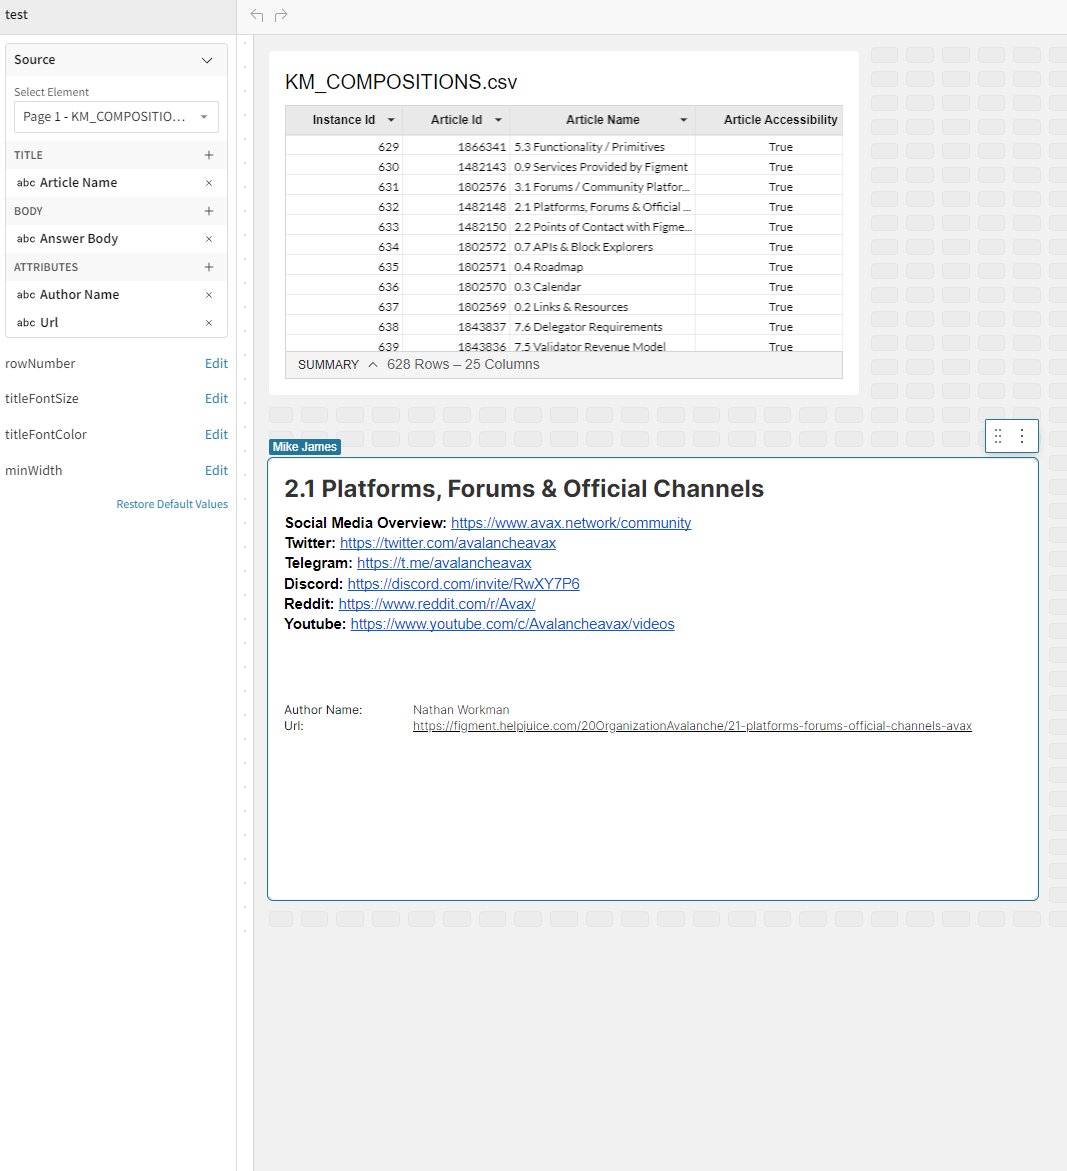 test
Source
Select Element
Page 1 - KM_COMPOSITIO...
TITLE
abc Article Name
BODY
abc Answer Body
ATTRIBUTES
abc Author Name
abc Url
rowNumber Edit
titleFontSize Edit
titleFontColor Edit
minWidth Edit
Restore Default Values
KM_COMPOSITIONS.csv
Instance Id Article Id Article Name Article Accessibility
629 1866341 5.3 Functionality / Primitives True
630 1482143 0.9 Services Provided by Figment True
631 1802576 3.1 Forums / Community Platfor... True
632 1482148 2.1 Platforms, Forums & Official ... True
633 1482150 2.2 Points of Contact with Figme... True
634 1802572 0.7 APIs & Block Explorers True
635 1802571 0.4 Roadmap True
636 1802570 0.3 Calendar True
637 1802569 0.2 Links & Resources True
638 1843837 7.6 Delegator Requirements True
639 1843836 7.5 Validator Revenue Model True
SUMMARY 628 Rows – 25 Columns
Mike James
2.1 Platforms, Forums & Official Channels
Social Media Overview: https://www.avax.network/community
Twitter: https://twitter.com/avalancheavax
Telegram: https://t.me/avalancheavax
Discord: https://discord.com/invite/RwXY7P6
Reddit: https://www.reddit.com/r/Avax/
Youtube: https://www.youtube.com/c/Avalancheavax/videos
Author Name: Nathan Workman
Url: https://figment.helpjuice.com/20OrganizationAvalanche/21-platforms-forums-official-channels-avax